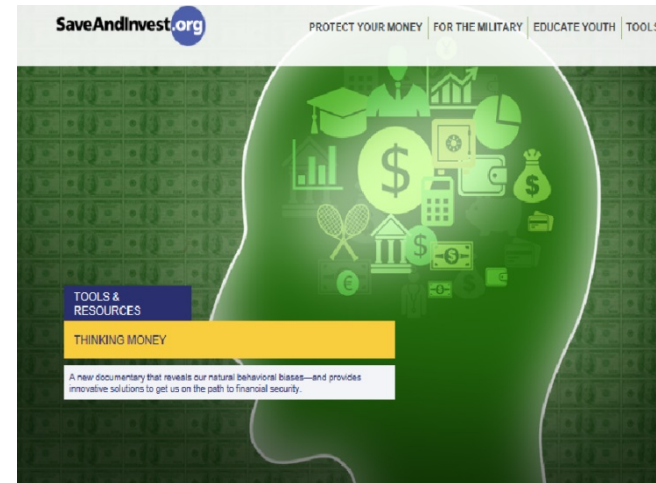 SaveAndInvest.org
PROTECT YOUR MONEY | FOR THE MILITARY | EDUCATE YOUTH | TOOLS
TOOLS &
RESOURCES
THINKING MONEY
A new documentary that reveals our natural behavioral biases—and provides
innovative solutions to get us on the path to financial security.